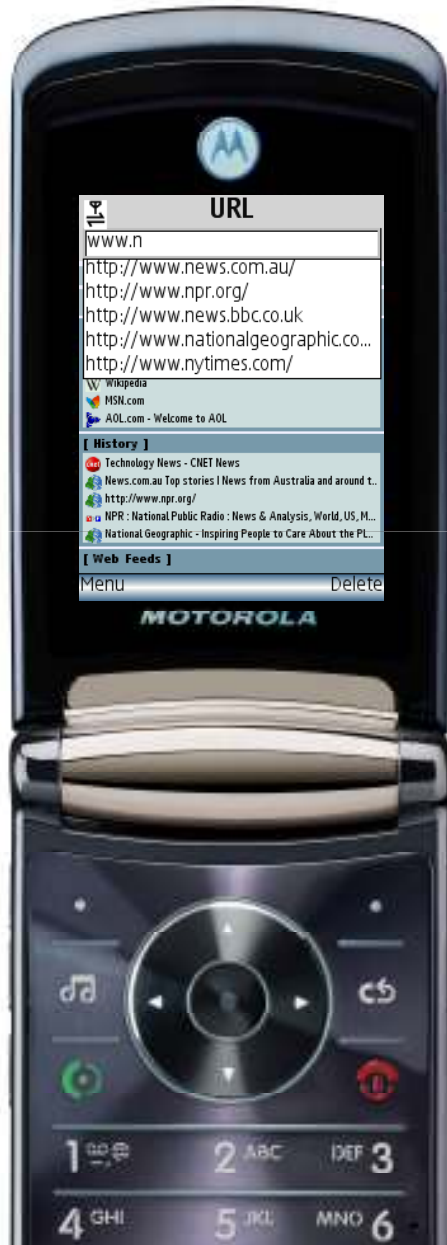 URL
www.n
http://www.news.com.au/
http://www.npr.org/
http://www.news.bbc.co.uk
http://www.nationalgeographic.co...
http://www.nytimes.com/
Wikipedia
MSN.com
AOL.com - Welcome to AOL
[ History ]
Technology News - CNET News
News.com.au Top stories I News from Australia and around t..
http://www.npr.org/
NPR : National Public Radio : News & Analysis, World, US, M...
National Geographic - Inspiring People to Care About the PL..
[ Web Feeds ]
Menu Delete
MOTOROLA
1 2 ABC DEF 3
4 GHI 5 JKL MNO 6